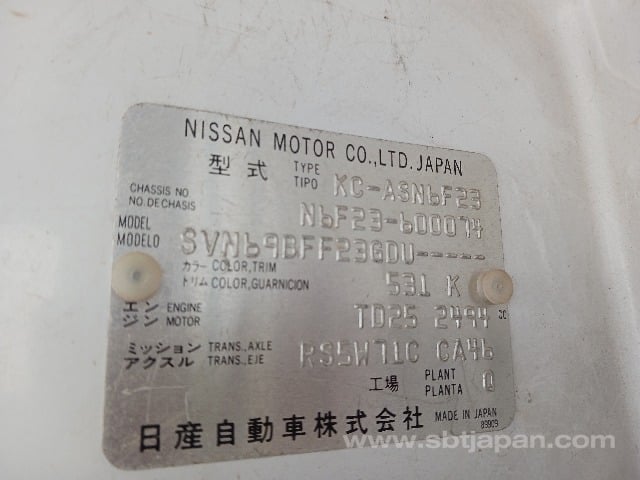 NISSAN MOTOR CO.,LTD. JAPAN
型式 TYPE TIPO KC-ASN6F23
CHASSIS NO NO.DE CHASIS N6F23-600074
MODEL MODELO SVN69BFF23GDU-----
カラー COLOR,TRIM トリム COLOR,GUARNICION 531 K
エンジン ENGINE MOTOR TD25 2494 cc
ミッション TRANS.,AXLE アクスル TRANS.,EJE RS5W71C CA46
工場 PLANT PLANTA 0
日産自動車株式会社 MADE IN JAPAN
89909
www.sbtjapan.com